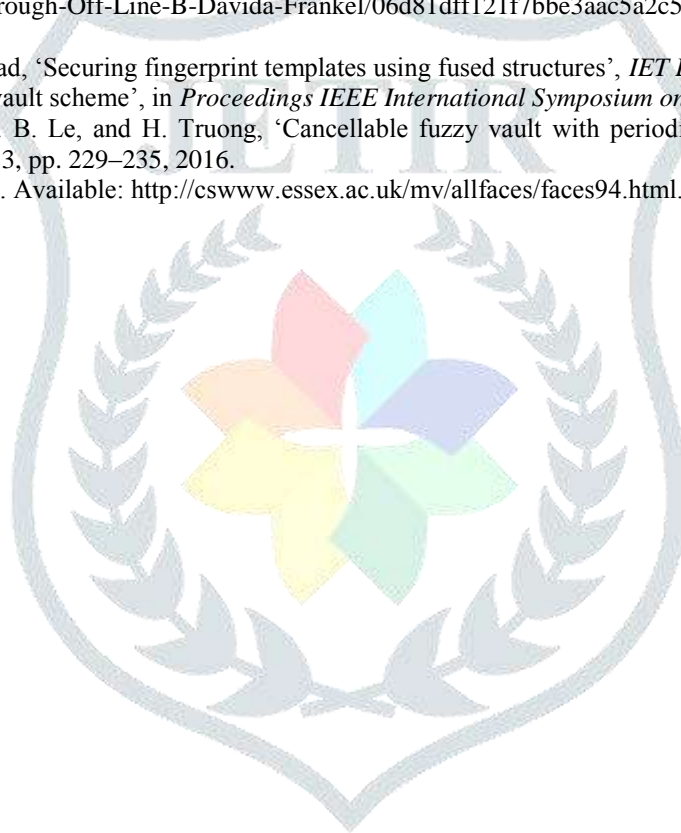 rough-Off-Line-B-Davida-Frankel/06d81dff121f7bbe3aac5a2c5
ad, ‘Securing fingerprint templates using fused structures’, IET
vault scheme’, in Proceedings IEEE International Symposium on
. B. Le, and H. Truong, ‘Cancellable fuzzy vault with periodi
3, pp. 229–235, 2016.
. Available: http://cswww.essex.ac.uk/mv/allfaces/faces94.html.
JETIR